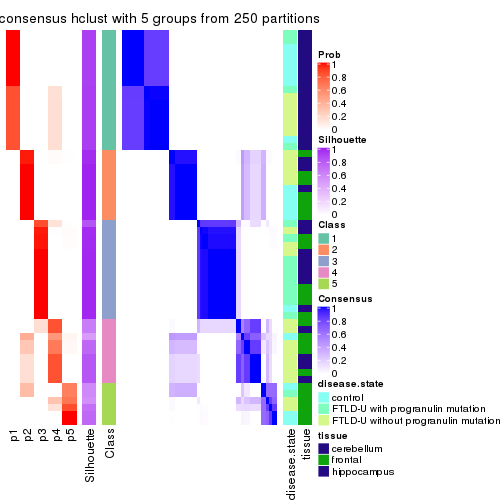 consensus hclust with 5 groups from 250 partitions
Prob
1
0.8
0.6
0.4
0.2
0
Silhouette
1
0.8
0.6
0.4
0.2
0
Class
1
2
3
4
5
Consensus
1
0.8
0.6
0.4
0.2
0
disease.state
control
FTLD-U with progranulin mutation
FTLD-U without progranulin mutation
tissue
cerebellum
frontal
hippocampus
p1
p2
p3
p4
p5
Silhouette
Class
disease.state
tissue